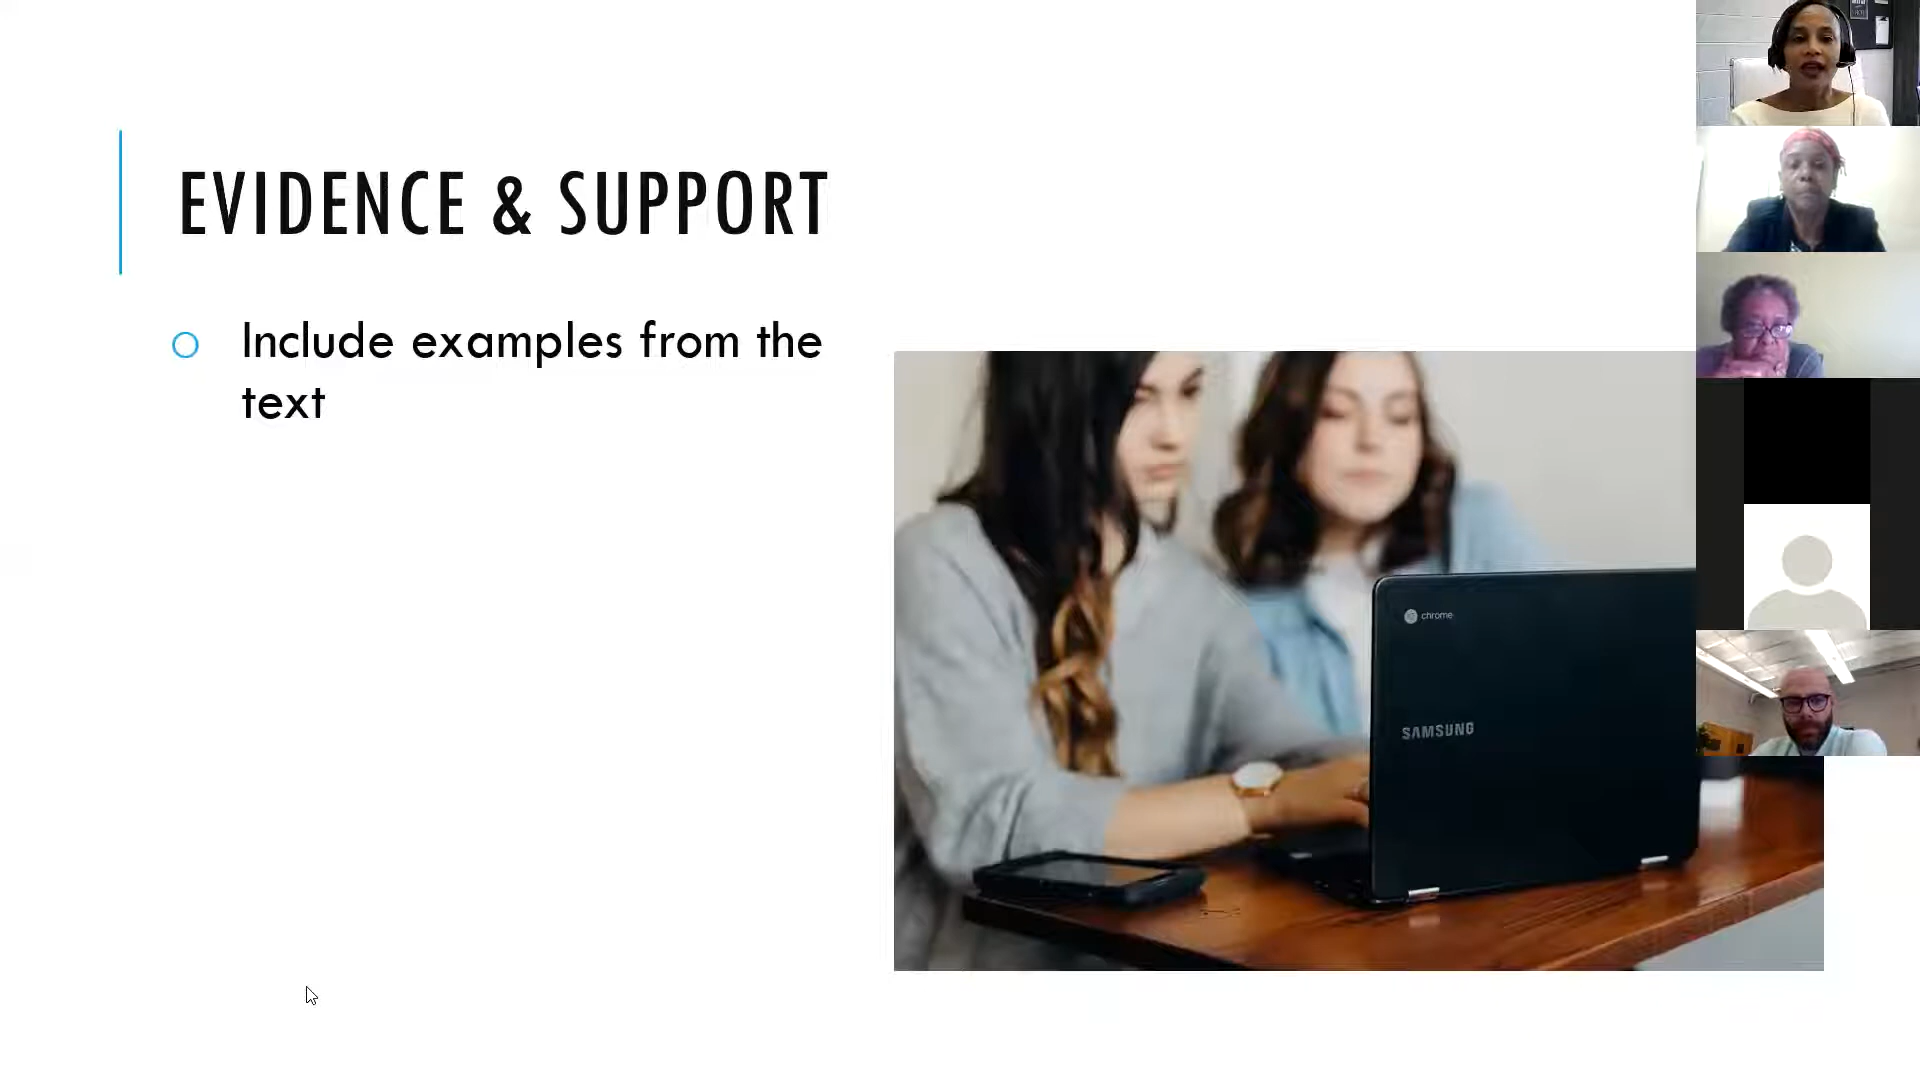 EVIDENCE & SUPPORT
Include examples from the
text
chrome
SAMSUNG